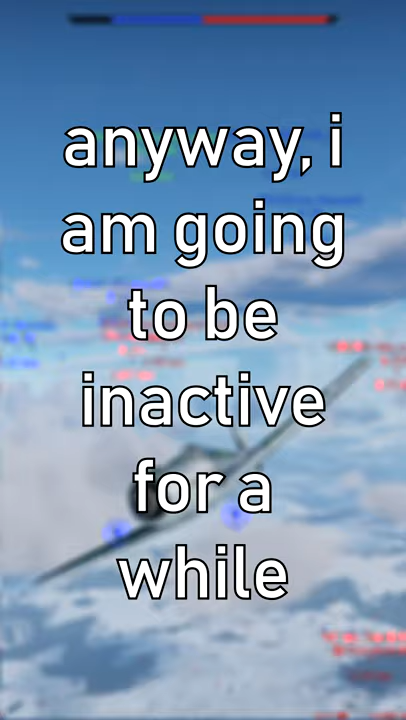 anyway, i
am going
to be
inactive
for a
while